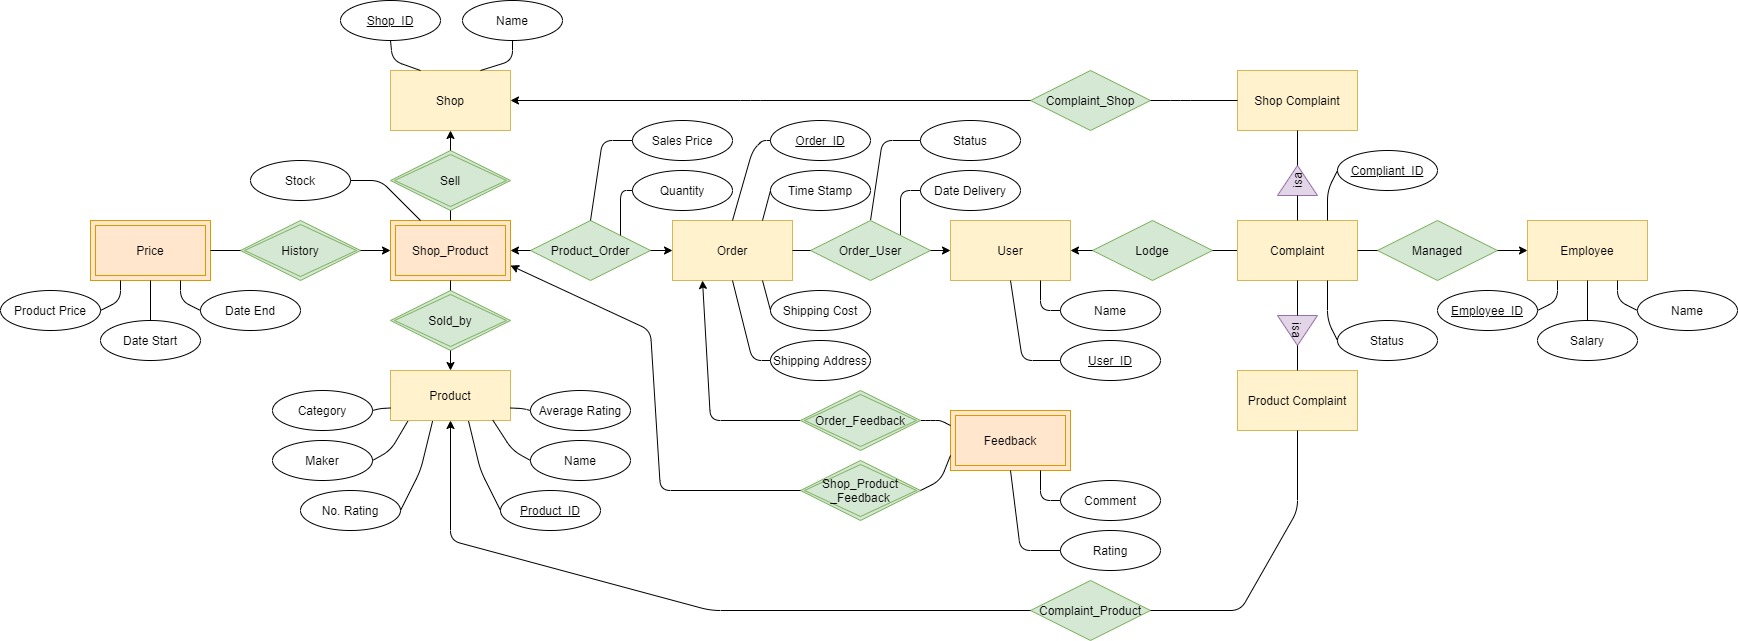 Shop_ID
Name
Shop
Complaint_Shop
Shop Complaint
Sales Price
Order_ID
Status
Stock
Sell
Quantity
Time Stamp
Date Delivery
isa
Compliant_ID
Price
History
Shop_Product
Product_Order
Order
Order_User
User
Lodge
Complaint
Managed
Employee
Product Price
Date Start
Date End
Sold_by
Shipping Cost
Shipping Address
Name
User_ID
isa
Status
Employee_ID
Salary
Name
Product
Category
Average Rating
Maker
Name
No. Rating
Product_ID
Order_Feedback
Shop_Product
_Feedback
Feedback
Product Complaint
Comment
Rating
Complaint_Product